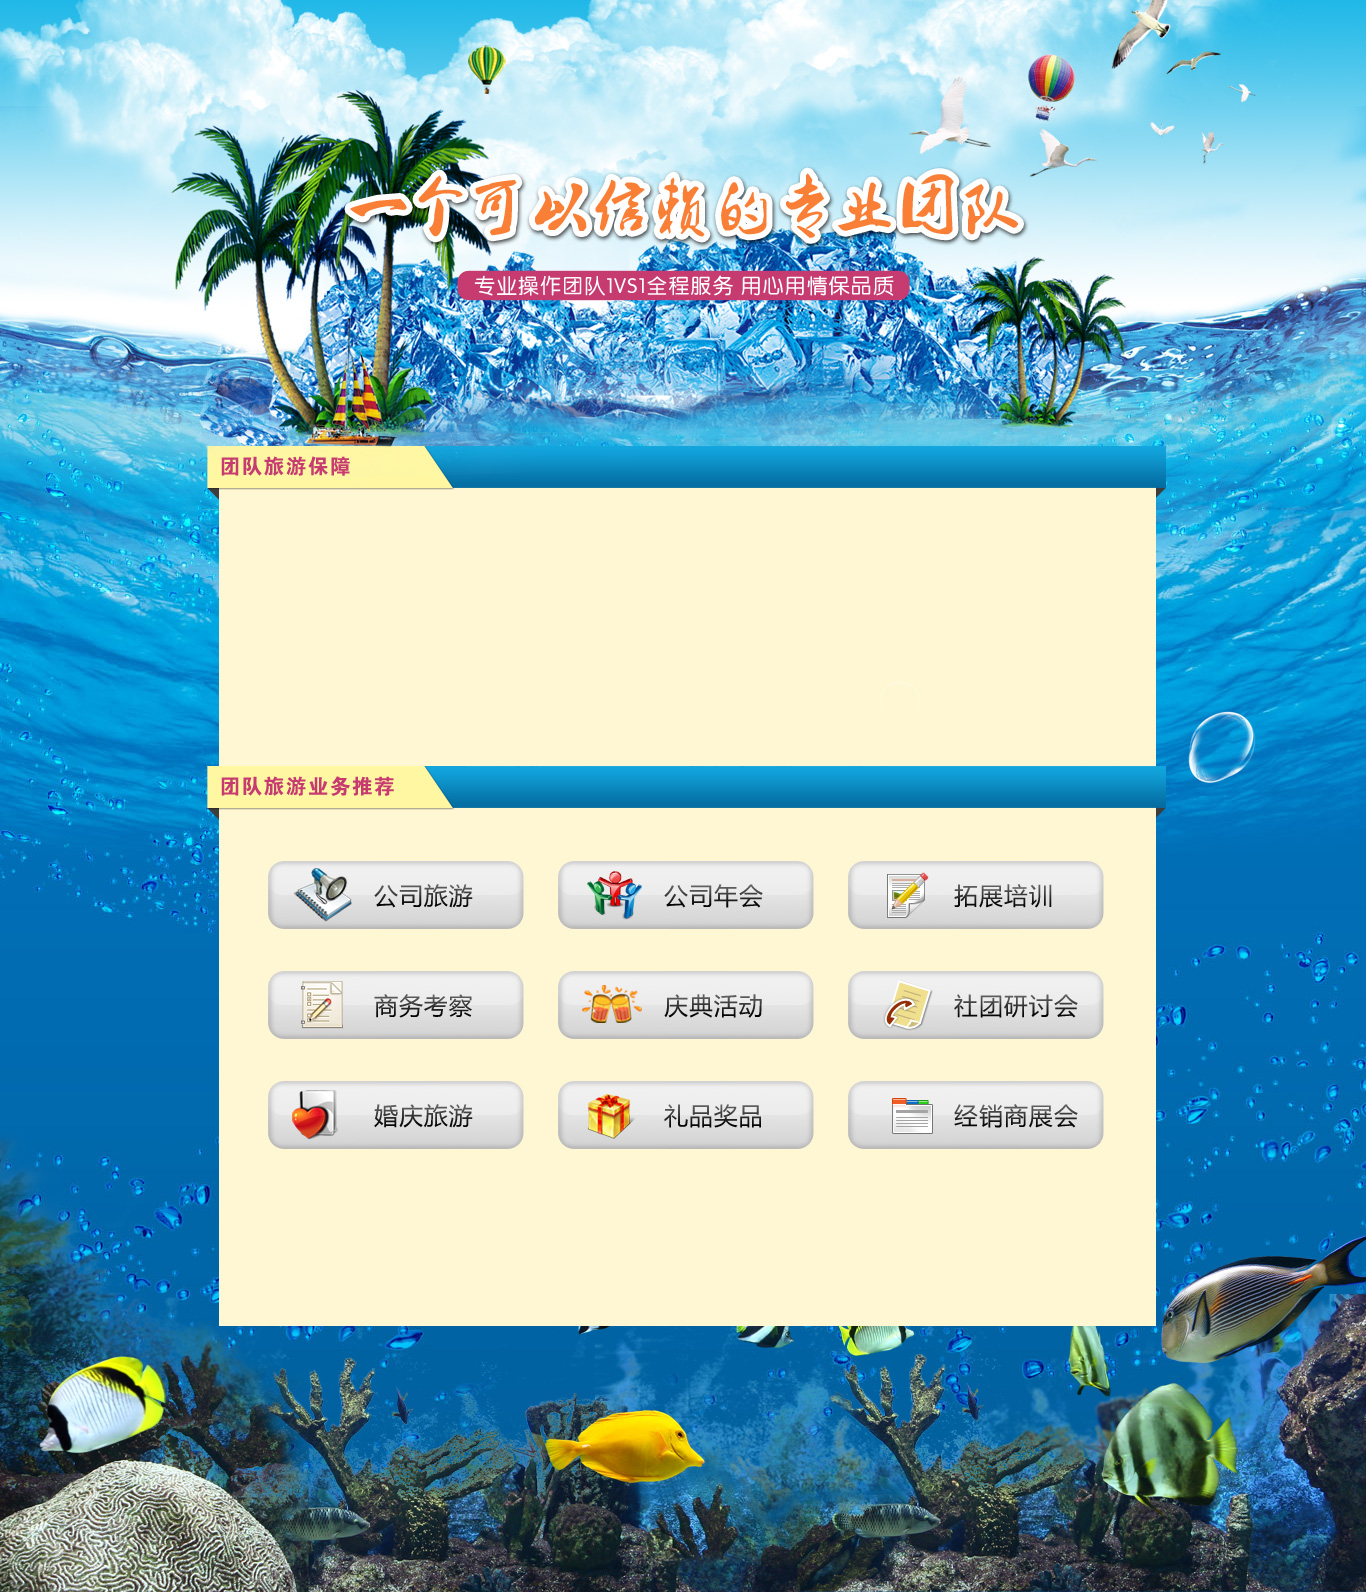 一个可以信赖的专业团队
专业操作团队1VS1全程服务 用心用情保品质
团队旅游保障
团队旅游业务推荐
公司旅游
公司年会
拓展培训
商务考察
庆典活动
社团研讨会
婚庆旅游
礼品奖品
经销商展会